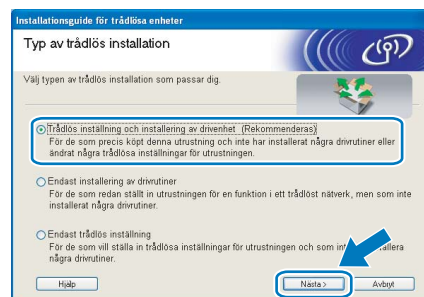 Installationsguide för trådlösa enheter
Typ av trådlös installation
Välj typen av trådlös installation som passar dig.
Trådlös inställning och installering av drivenhet (Rekommenderas)
För de som precis köpt denna utrustning och inte har installerat några drivrutiner eller
ändrat några trådlösa inställningar för utrustningen.
Endast installering av drivrutiner
För de som redan ställt in utrustningen för en funktion i ett trådlöst nätverk, men som inte
installerat några drivrutiner.
Endast trådlös inställning
För de som vill ställa in trådlösa inställningar för utrustningen och som
några drivrutiner.
Hjälp
Nästa >
Avbryt